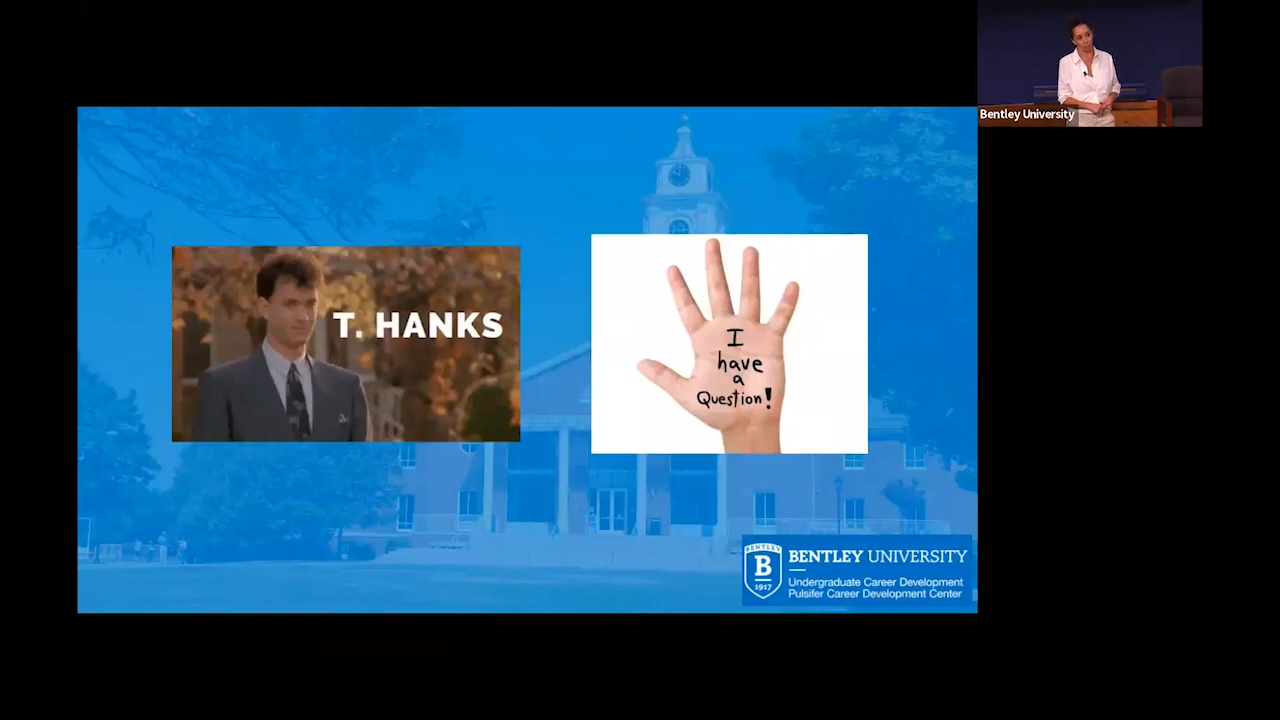 Bentley University
T. HANKS
I
have
a
Question!
BENTLEY
B
1917
BENTLEY UNIVERSITY
Undergraduate Career Development
Pulsifer Career Development Center